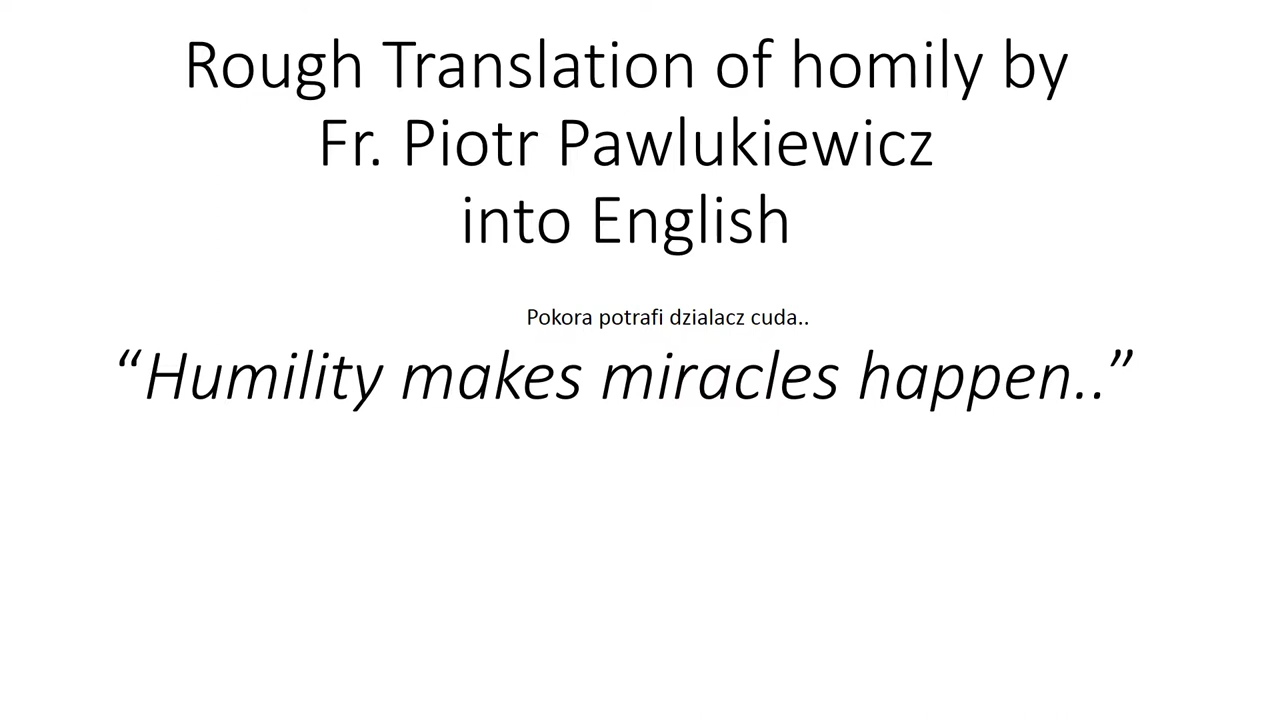 Rough Translation of homily by
Fr. Piotr Pawlukiewicz
into English
Pokora potrafi dzialacz cuda..
“Humility makes miracles happen..”